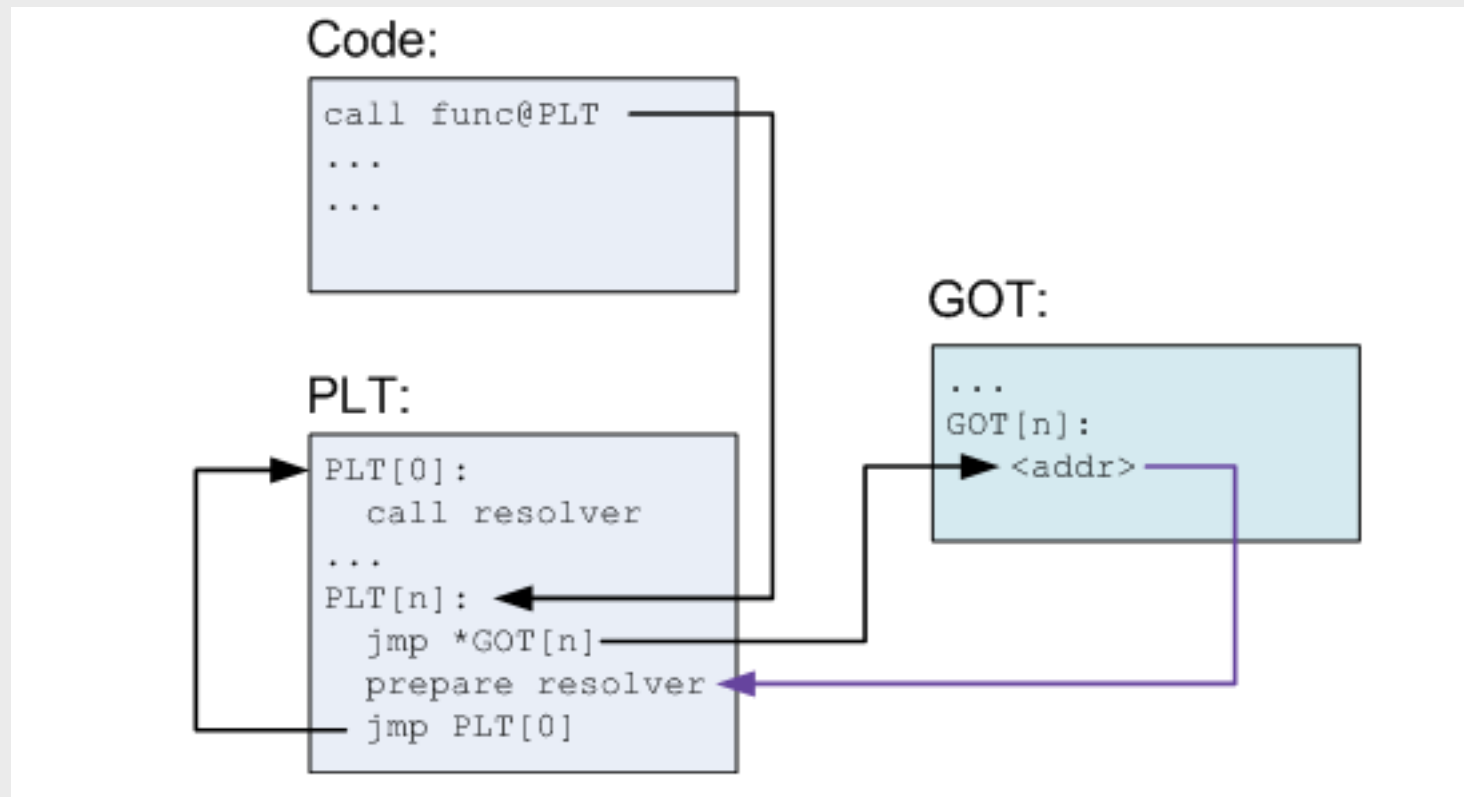 Code:
call func@PLT
...
...
PLT:
PLT[0]:
call resolver
...
PLT[n]:
jmp *GOT[n]
prepare resolver
jmp PLT[0]
GOT:
...
GOT[n]:
<addr>